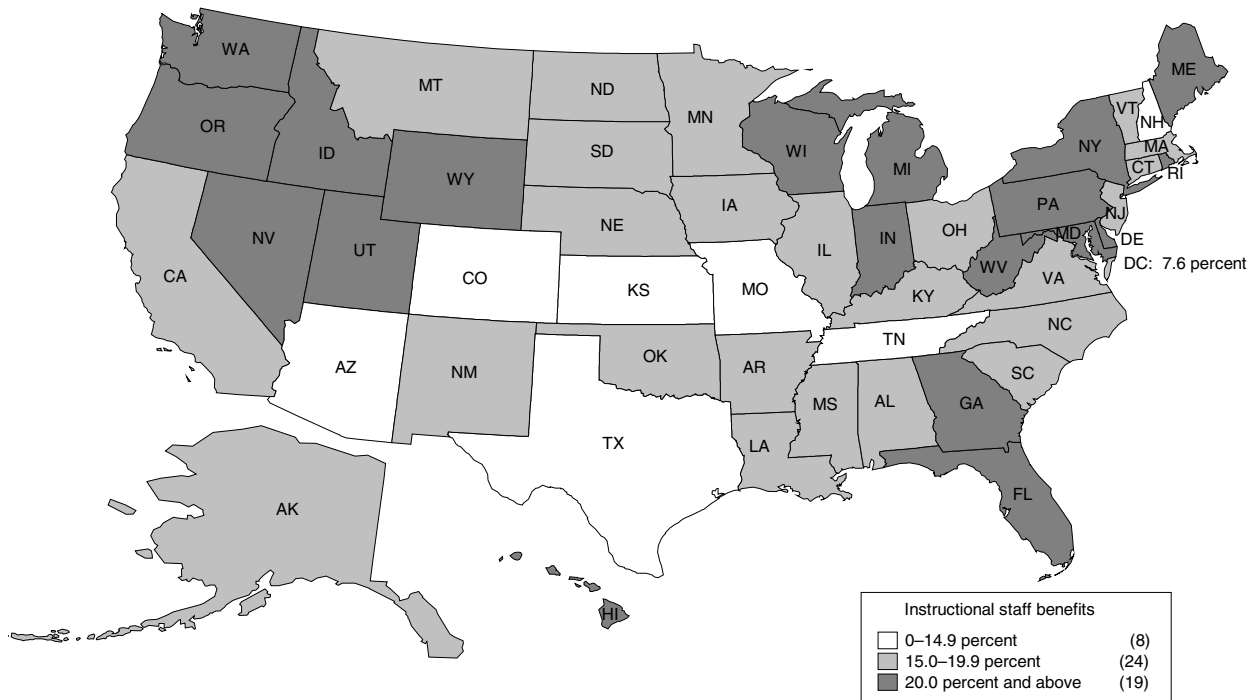 WA
ME
MT
ND
VT
MN
NH
OR
NY
MA
ID
SD
WI
CT
MI
RI
WY
PA
IA
NE
NJ
NV
OH
MD
IN
DE
UT
IL
WV
DC: 7.6 percent
CA
CO
VA
KS
MO
KY
NC
TN
OK
AZ
AR
NM
SC
MS
AL
GA
TX
LA
FL
AK
HI
Instructional staff benefits
0–14.9 percent (8)
15.0–19.9 percent (24)
20.0 percent and above (19)